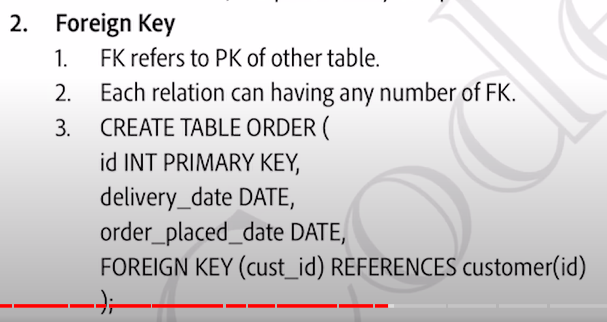 2. Foreign Key
1. FK refers to PK of other table.
2. Each relation can having any number of FK.
3. CREATE TABLE ORDER (
id INT PRIMARY KEY,
delivery_date DATE,
order_placed_date DATE,
FOREIGN KEY (cust_id) REFERENCES customer(id)
);